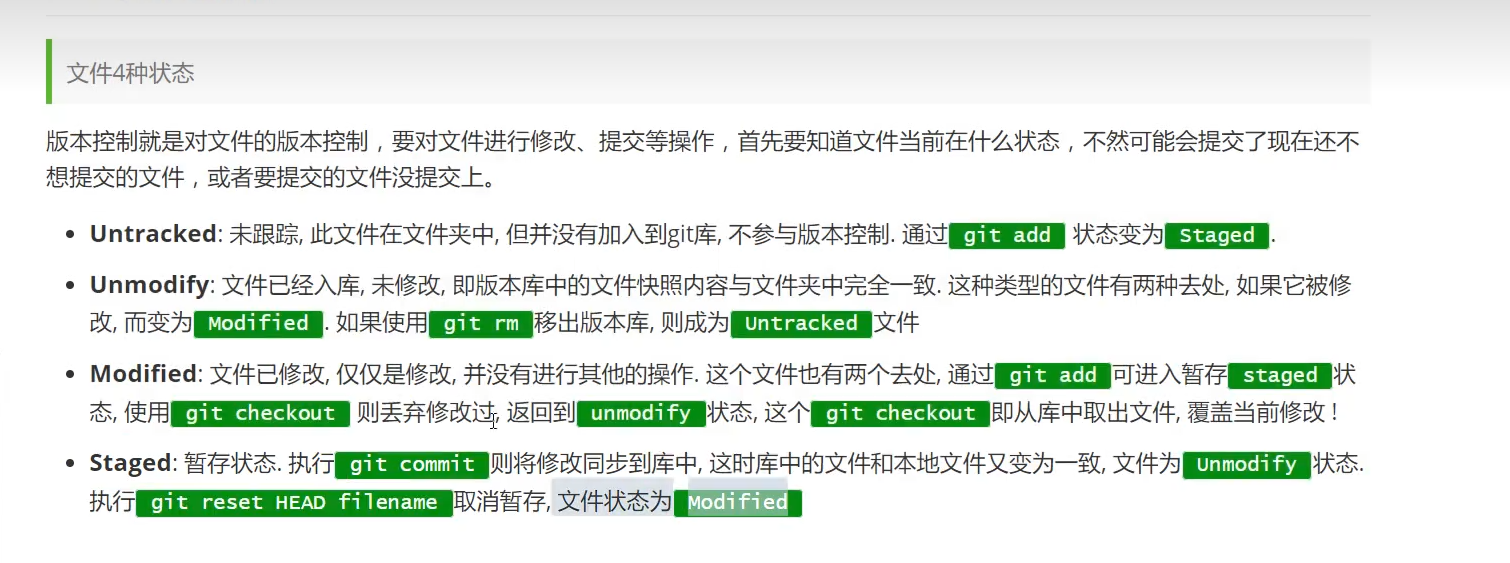 文件4种状态
版本控制就是对文件的版本控制，要对文件进行修改、提交等操作，首先要知道文件当前在什么状态，不然可能会提交了现在还不
想提交的文件，或者要提交的文件没提交上。
• Untracked: 未跟踪, 此文件在文件夹中, 但并没有加入到git库, 不参与版本控制. 通过 git add 状态变为 Staged .
• Unmodify: 文件已经入库, 未修改, 即版本库中的文件快照内容与文件夹中完全一致. 这种类型的文件有两种去处, 如果它被修
改, 而变为 Modified . 如果使用 git rm 移出版本库, 则成为 Untracked 文件
• Modified: 文件已修改, 仅仅是修改, 并没有进行其他的操作. 这个文件也有两个去处, 通过 git add 可进入暂存 staged 状
态, 使用 git checkout 则丢弃修改过, 返回到 unmodify 状态, 这个 git checkout 即从库中取出文件, 覆盖当前修改！
• Staged: 暂存状态. 执行 git commit 则将修改同步到库中, 这时库中的文件和本地文件又变为一致, 文件为 Unmodify 状态.
执行 git reset HEAD filename 取消暂存, 文件状态为 Modified